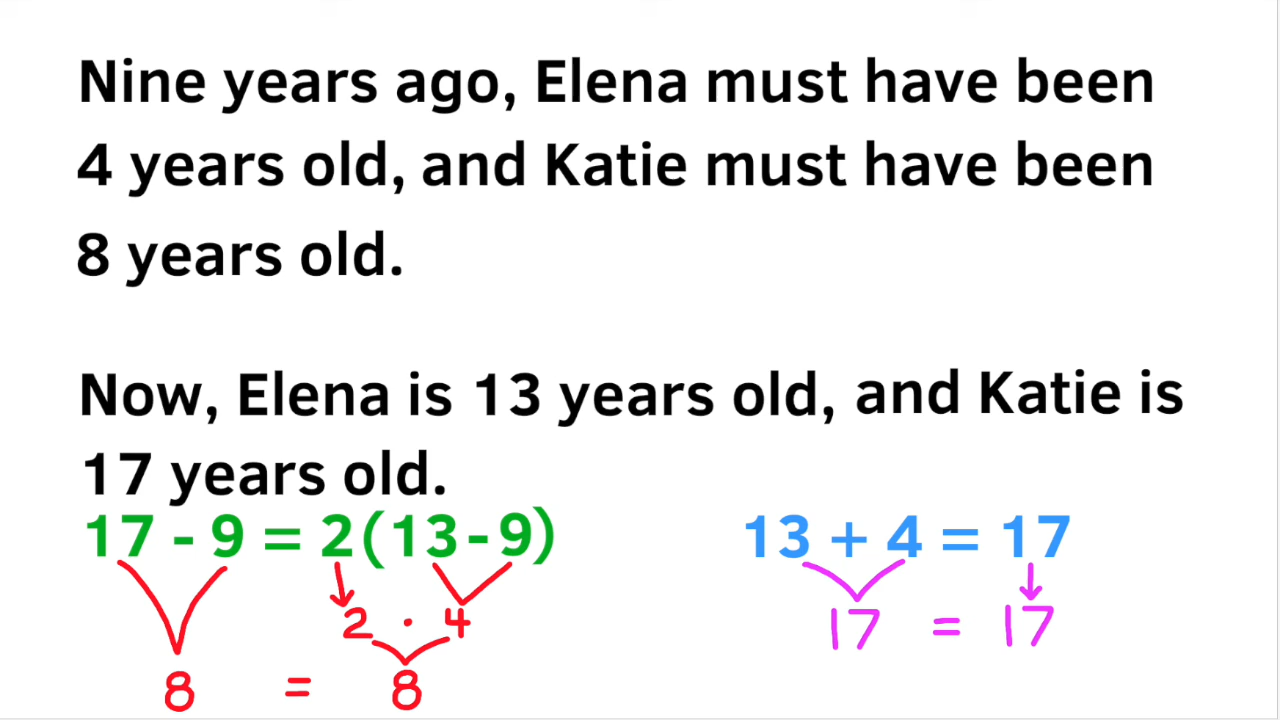 Nine years ago, Elena must have been
4 years old, and Katie must have been
8 years old.
Now, Elena is 13 years old, and Katie is
17 years old.
17 - 9 = 2(13-9)
13 + 4 = 17
2 · 4
17 = 17
8 = 8